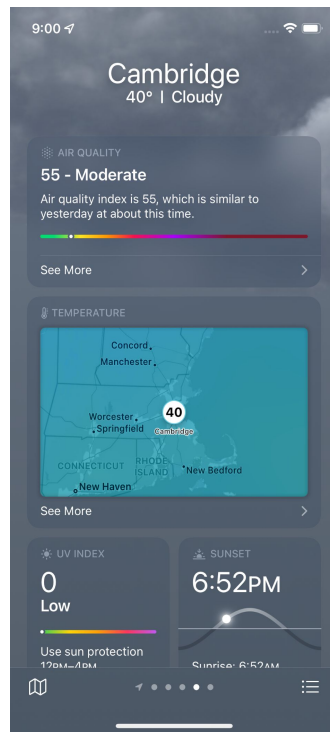 9:00
Cambridge
40° | Cloudy
AIR QUALITY
55 - Moderate
Air quality index is 55, which is similar to
yesterday at about this time.
See More
TEMPERATURE
Concord
Manchester
40
Worcester
Springfield
Cambridge
CONNECTICUT
RHODE
ISLAND
New Bedford
New Haven
See More
UV INDEX
0
Low
Use sun protection
12PM–4PM
SUNSET
6:52PM
Sunrise: 6:52AM